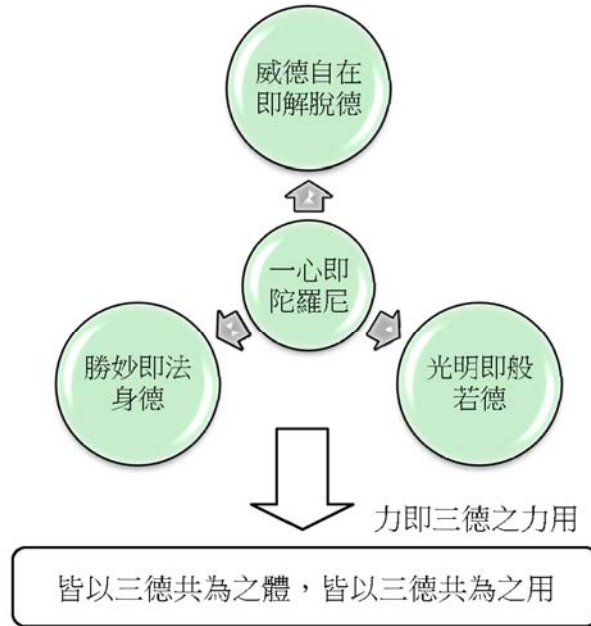 威德自在
即解脫德
一心即
陀羅尼
勝妙即法
身德
光明即般
若德
力即三德之力用
皆以三德共為之體，皆以三德共為之用